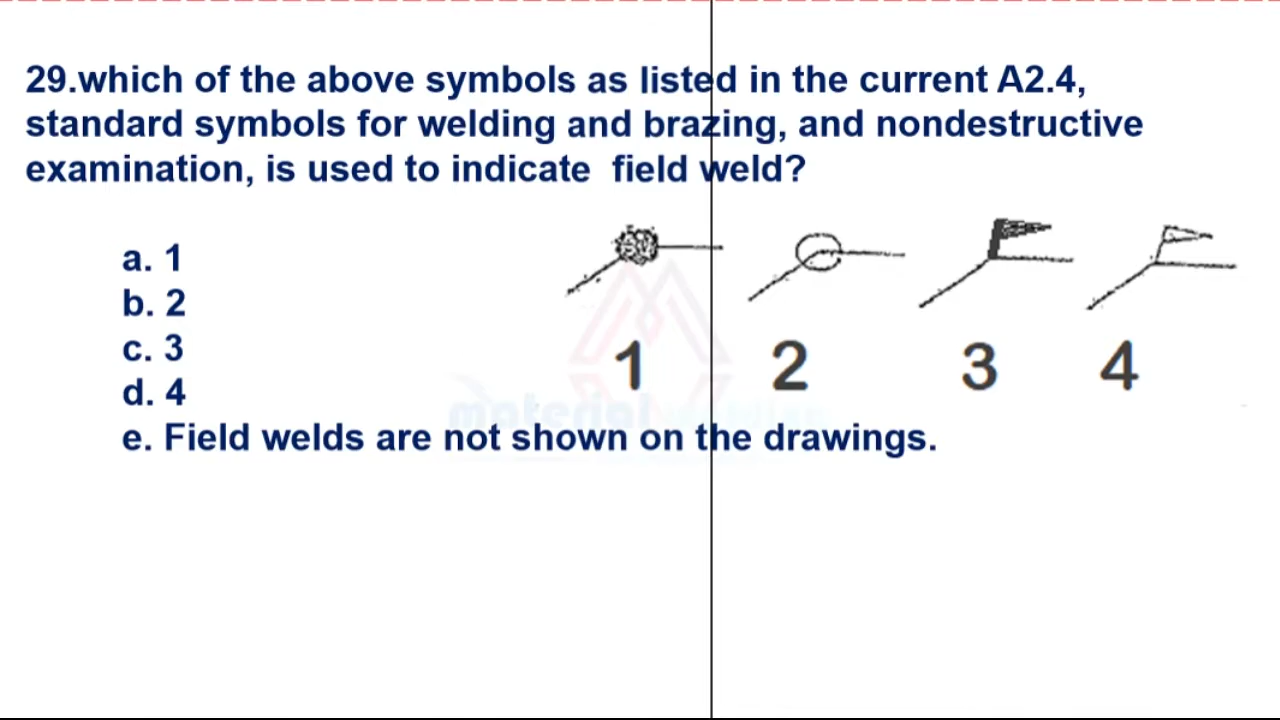 29.which of the above symbols as listed in the current A2.4,
standard symbols for welding and brazing, and nondestructive
examination, is used to indicate field weld?
a. 1
b. 2
c. 3
d. 4
e. Field welds are not shown on the drawings.
1 2 3 4